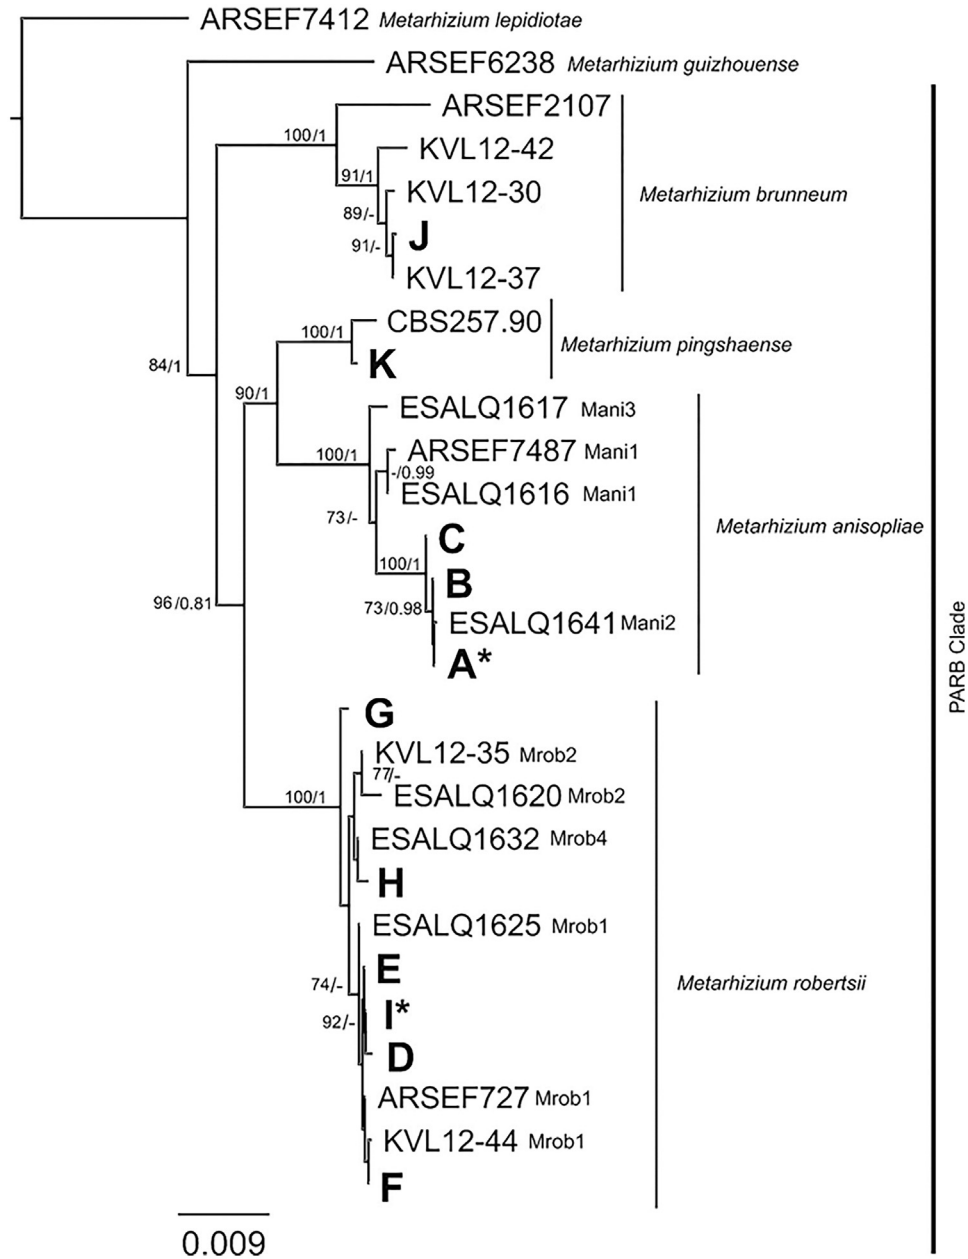 ARSEF7412 Metarhizium lepidiotae
ARSEF6238 Metarhizium guizhouense
ARSEF2107
100/1
KVL12-42
91/1
KVL12-30
Metarhizium brunneum
89/-
J
91/-
KVL12-37
CBS257.90
100/1
Metarhizium pingshaense
K
84/1
90/1
ESALQ1617 Mani3
ARSEF7487 Mani1
100/1
-/0.99
ESALQ1616 Mani1
73/-
Metarhizium anisopliae
C
100/1
B
96/0.81
73/0.98
ESALQ1641 Mani2
A*
PARB Clade
G
KVL12-35 Mrob2
77/-
ESALQ1620 Mrob2
100/1
ESALQ1632 Mrob4
H
ESALQ1625 Mrob1
E
74/-
Metarhizium robertsii
I*
92/-
D
ARSEF727 Mrob1
KVL12-44 Mrob1
F
0.009